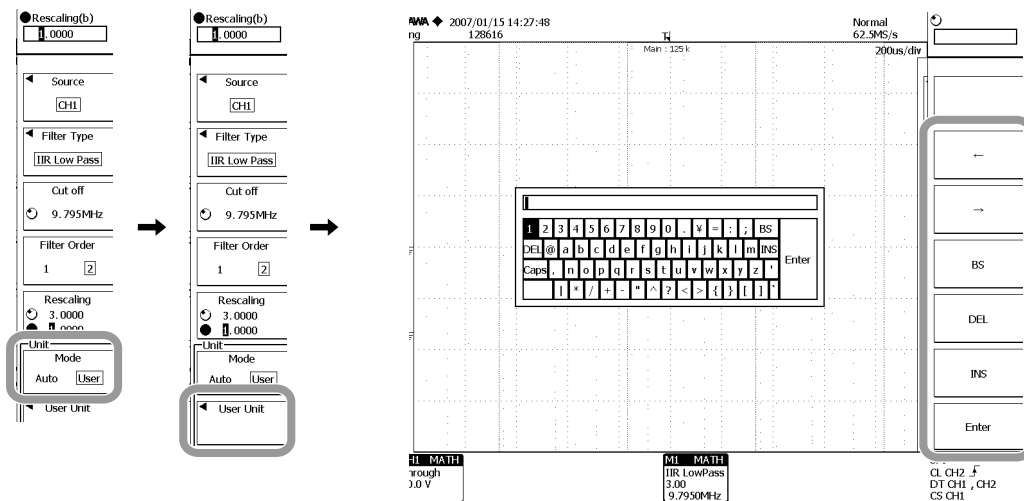 Rescaling(b)
1.0000
Source
CH1
Filter Type
IIR Low Pass
Cut off
9.795MHz
Filter Order
1 2
Rescaling
3.0000
1.0000
Unit
Mode
Auto User
User Unit
Rescaling(b)
1.0000
Source
CH1
Filter Type
IIR Low Pass
Cut off
9.795MHz
Filter Order
1 2
Rescaling
3.0000
1.0000
Unit
Mode
Auto User
User Unit
2007/01/15 14:27:48 Normal
128616 62.5MS/s
Main : 125 k 200us/div
1 2 3 4 5 6 7 8 9 0 . ¥ = : ; BS
DEL @ a b c d e f g h i j k l m INS
Caps , n o p q r s t u v w x y z '
Enter
| * / + - " ^ ? < > { } [ ] `
←
→
BS
DEL
INS
Enter
MATH
M1 MATH
IIR LowPass
3.00
9.7950MHz
CL CH2
DT CH1 , CH2
CS CH1